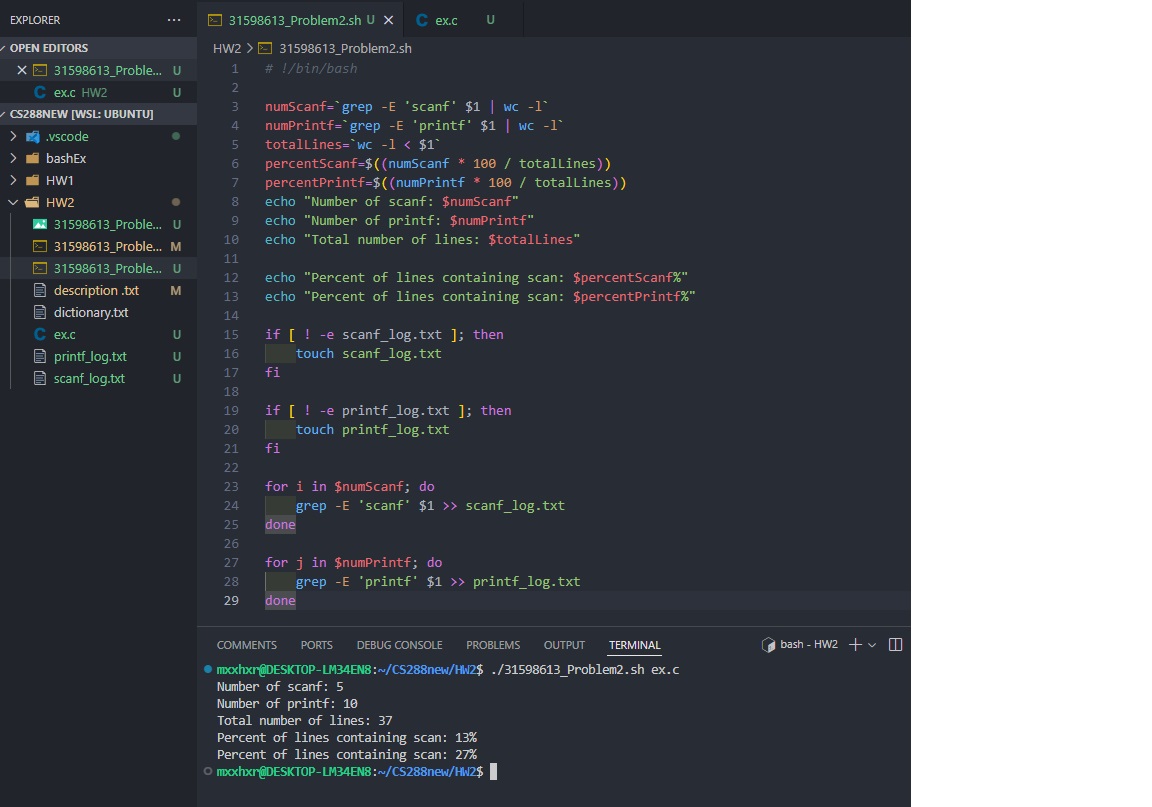 EXPLORER
···
OPEN EDITORS
31598613_Proble... U
ex.c HW2 U
CS288NEW [WSL: UBUNTU]
.vscode
bashEx
HW1
HW2
31598613_Proble... U
31598613_Proble... M
31598613_Proble... U
description .txt M
dictionary.txt
ex.c U
printf_log.txt U
scanf_log.txt U
31598613_Problem2.sh U
ex.c U
HW2 > 31598613_Problem2.sh
1 # !/bin/bash
2
3 numScanf=`grep -E 'scanf' $1 | wc -l`
4 numPrintf=`grep -E 'printf' $1 | wc -l`
5 totalLines=`wc -l < $1`
6 percentScanf=$((numScanf * 100 / totalLines))
7 percentPrintf=$((numPrintf * 100 / totalLines))
8 echo "Number of scanf: $numScanf"
9 echo "Number of printf: $numPrintf"
10 echo "Total number of lines: $totalLines"
11
12 echo "Percent of lines containing scan: $percentScanf%"
13 echo "Percent of lines containing scan: $percentPrintf%"
14
15 if [ ! -e scanf_log.txt ]; then
16     touch scanf_log.txt
17 fi
18
19 if [ ! -e printf_log.txt ]; then
20     touch printf_log.txt
21 fi
22
23 for i in $numScanf; do
24     grep -E 'scanf' $1 >> scanf_log.txt
25 done
26
27 for j in $numPrintf; do
28     grep -E 'printf' $1 >> printf_log.txt
29 done
COMMENTS PORTS DEBUG CONSOLE PROBLEMS OUTPUT TERMINAL
bash - HW2
mxxhxr@DESKTOP-LM34EN8:~/CS288new/HW2$ ./31598613_Problem2.sh ex.c
Number of scanf: 5
Number of printf: 10
Total number of lines: 37
Percent of lines containing scan: 13%
Percent of lines containing scan: 27%
mxxhxr@DESKTOP-LM34EN8:~/CS288new/HW2$